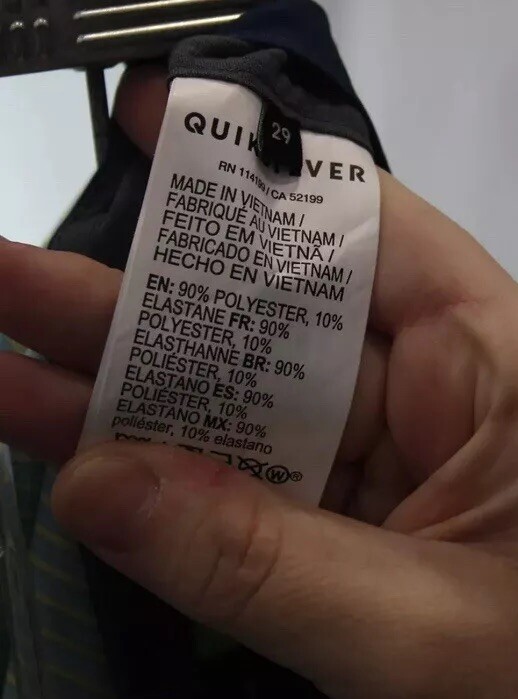 29
QUIKSILVER
RN 1141 / CA 52199
MADE IN VIETNAM /
FABRIQUÉ AU VIETNAM /
FEITO EM VIETNÃ /
FABRICADO EN VIETNAM /
HECHO EN VIETNAM
EN: 90% POLYESTER, 10%
ELASTANE FR: 90%
POLYESTER, 10%
ELASTHANNE BR: 90%
POLIÉSTER, 10%
ELASTANO ES: 90%
POLIÉSTER, 10%
ELASTANO MX: 90%
poliéster, 10% elastano
W®